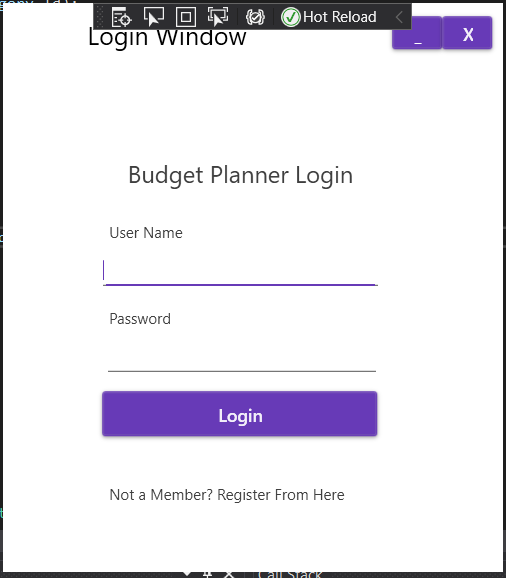 Hot Reload
Login Window
_ X
Budget Planner Login
User Name
Password
Login
Not a Member? Register From Here
Call Stack